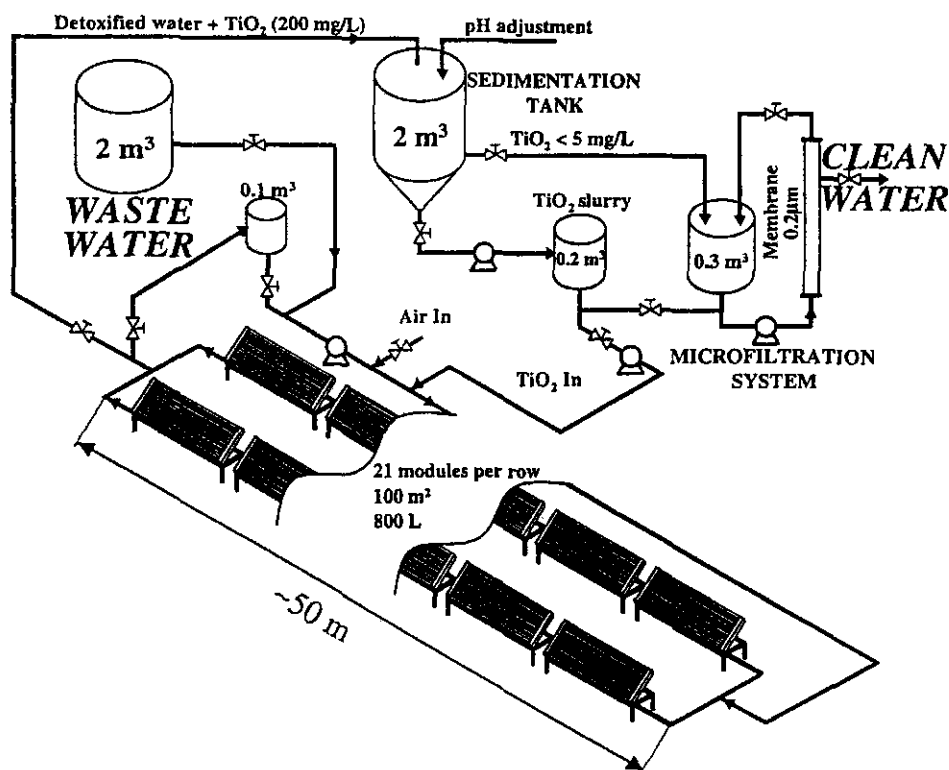 Detoxified water + TiO₂ (200 mg/L)
pH adjustment
SEDIMENTATION
TANK
2 m³
2 m³
TiO₂ < 5 mg/L
CLEAN
WATER
0.1 m³
WASTE
WATER
TiO₂ slurry
0.2 m³
0.3 m³
Membrane
0.2μm
Air In
MICROFILTRATION
SYSTEM
TiO₂ In
21 modules per row
100 m²
800 L
~50 m